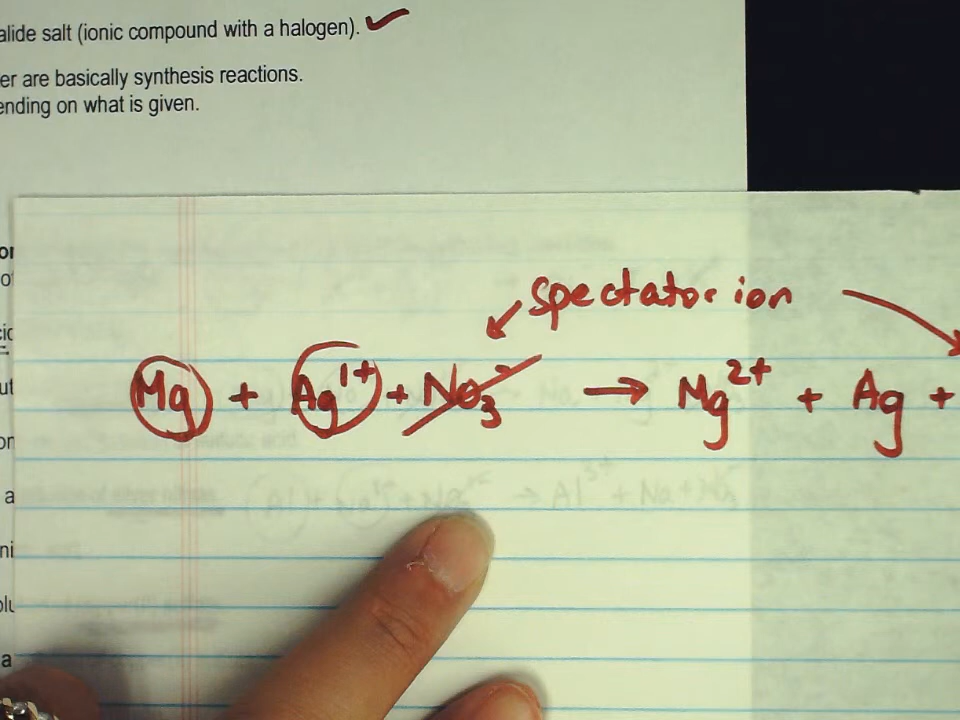 alide salt (ionic compound with a halogen). ✓
er are basically synthesis reactions.
ending on what is given.
spectator ion
Mg + Ag¹⁺ + NO₃⁻ → Mg²⁺ + Ag +